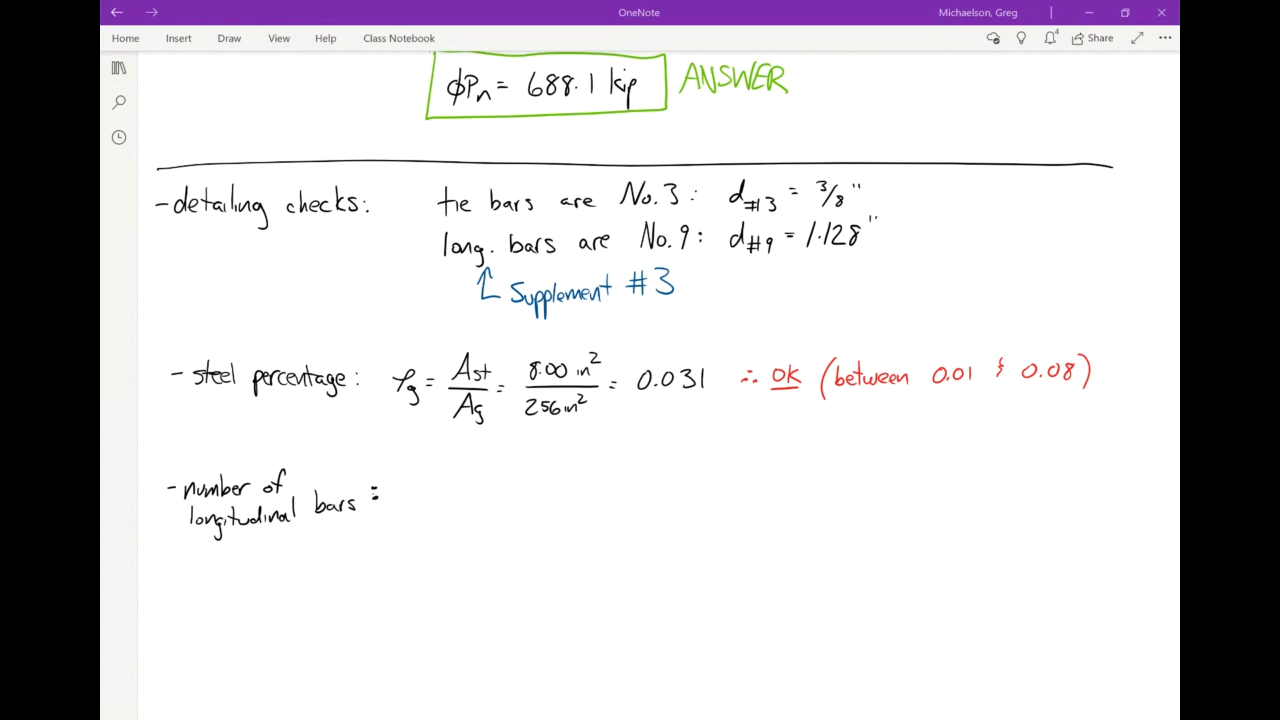 OneNote
Michaelson, Greg
Home Insert Draw View Help Class Notebook
4 Share
ϕPn = 688.1 kip ANSWER
- detailing checks: tie bars are No. 3: d#3 = 3/8"
long. bars are No. 9: d#9 = 1.128"
Supplement #3
- steel percentage: ρg = Ast/Ag = 8.00 in²/256 in² = 0.031 ∴ OK (between 0.01 & 0.08)
- number of
longitudinal bars: